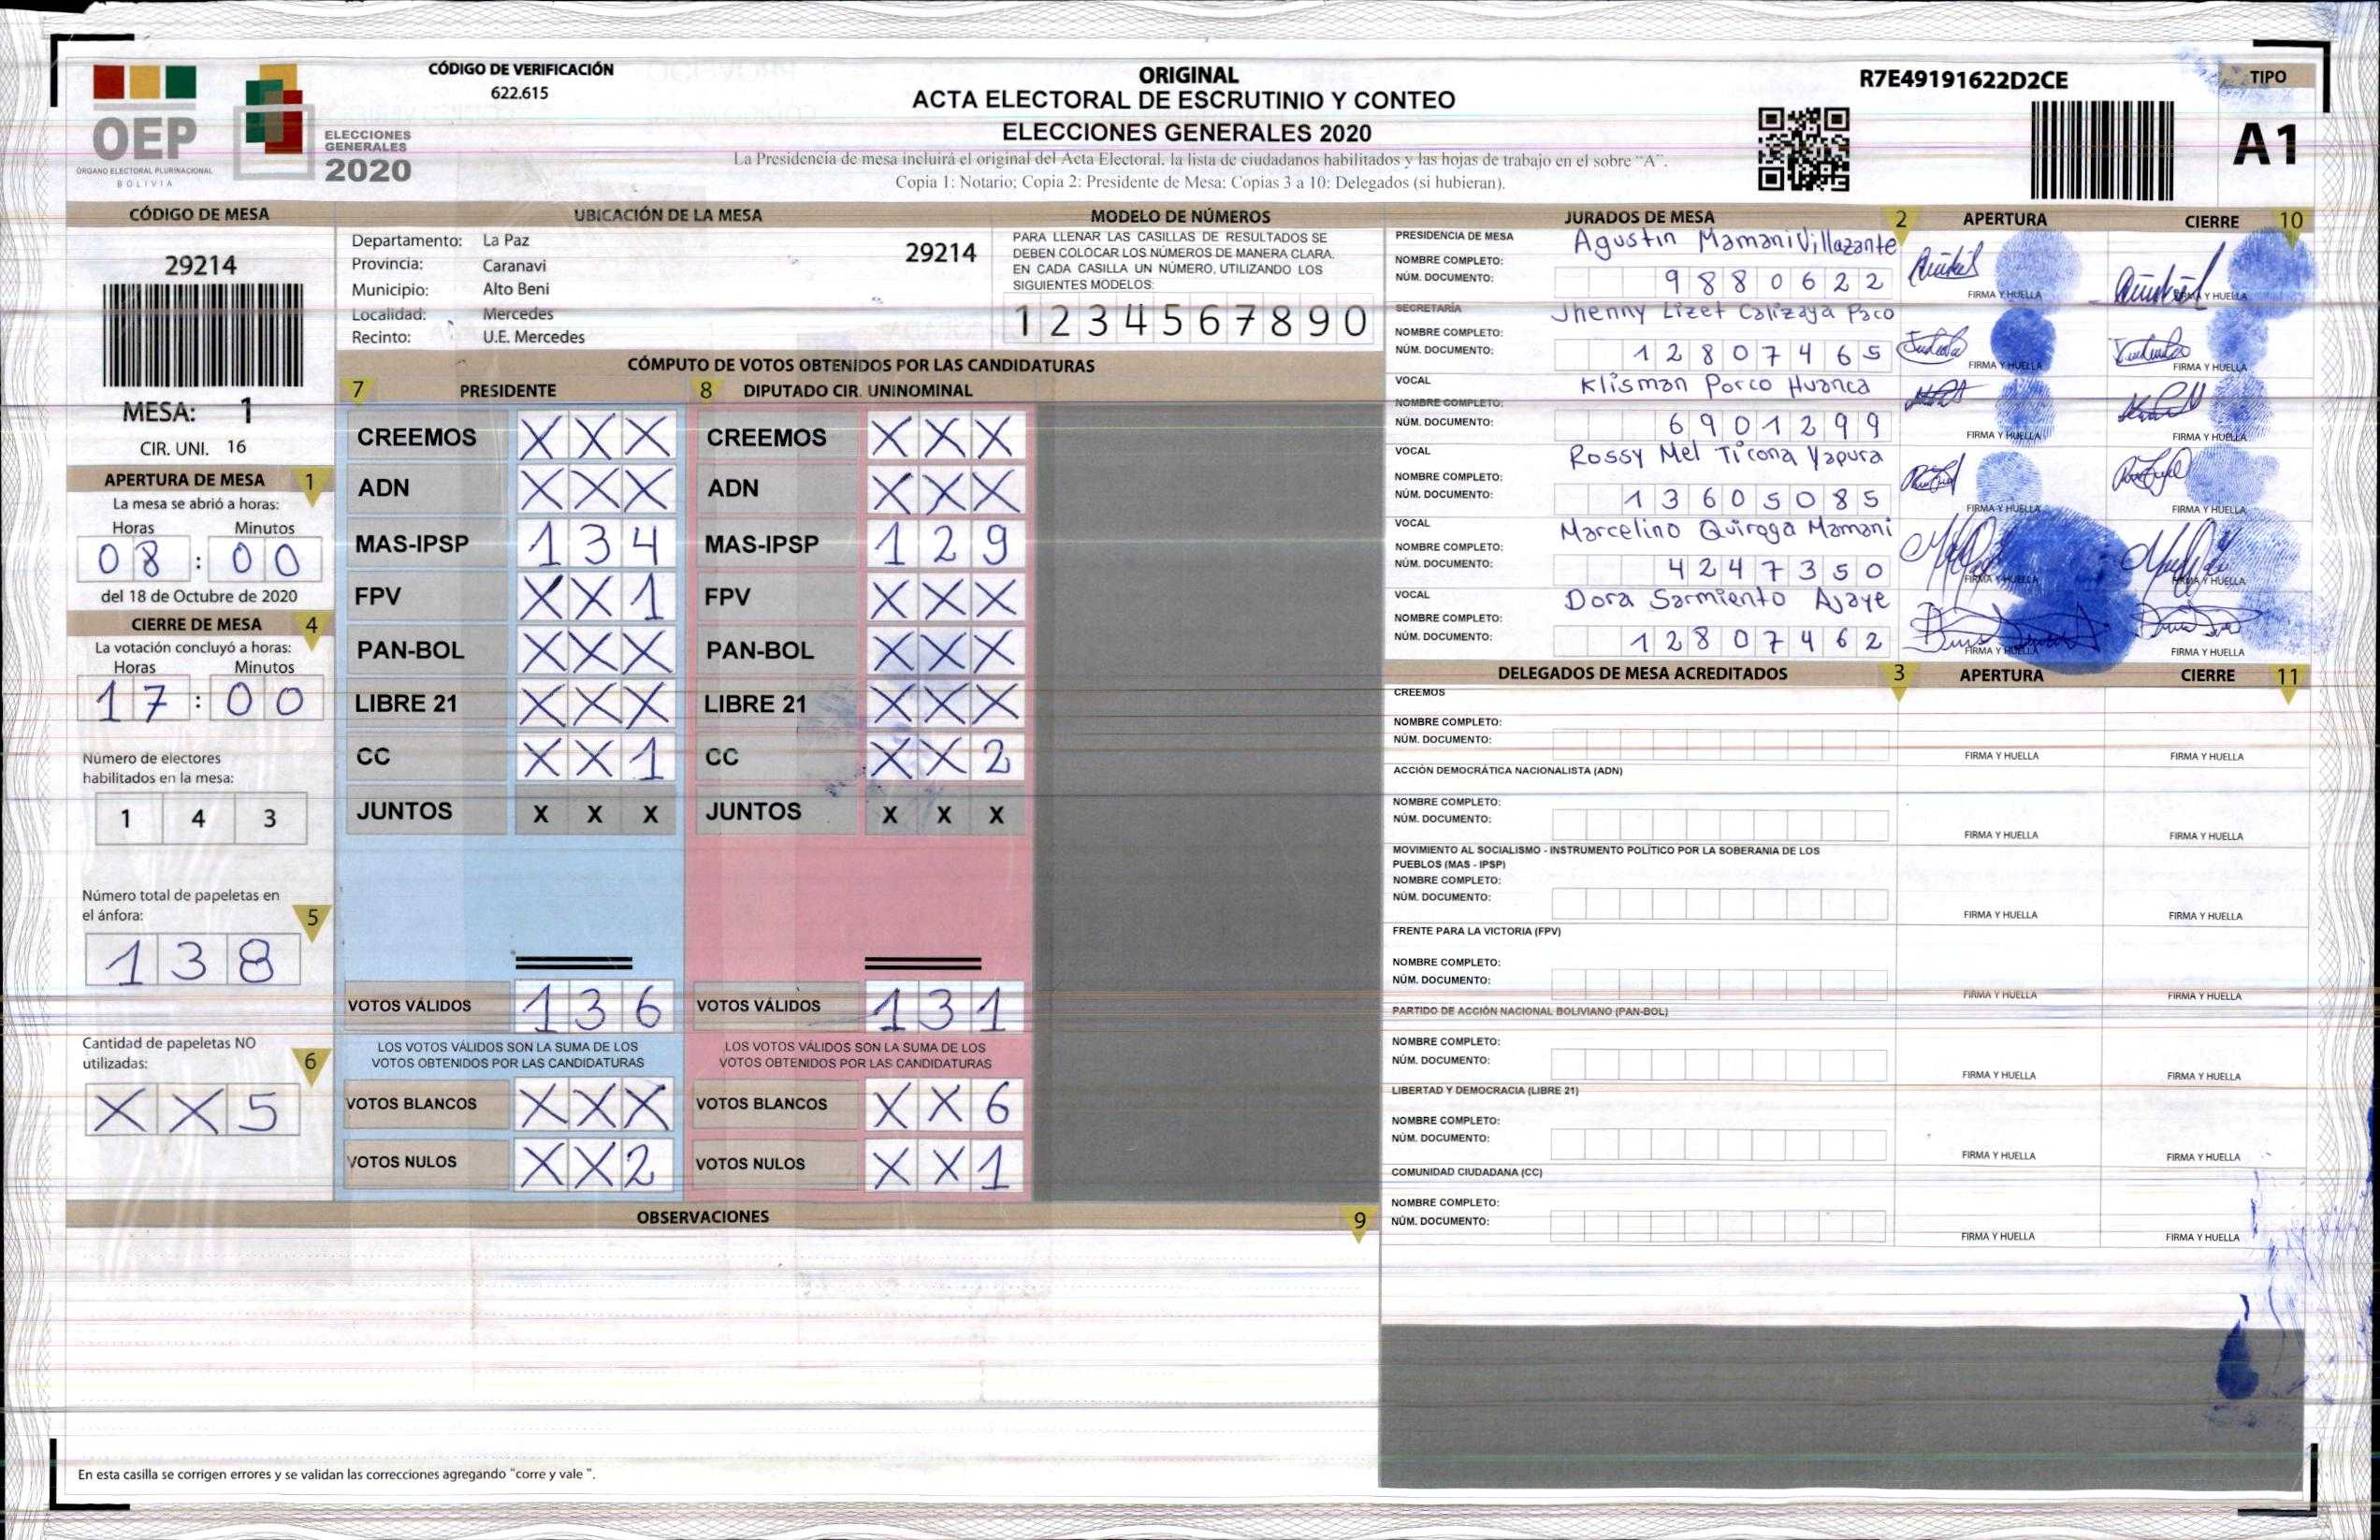 CÓDIGO DE VERIFICACIÓN
622.615
OEP
ÓRGANO ELECTORAL PLURINACIONAL
BOLIVIA
ELECCIONES
GENERALES
2020
ORIGINAL
ACTA ELECTORAL DE ESCRUTINIO Y CONTEO
ELECCIONES GENERALES 2020
La Presidencia de mesa incluirá el original del Acta Electoral, la lista de ciudadanos habilitados y las hojas de trabajo en el sobre "A".
Copia 1: Notario; Copia 2: Presidente de Mesa; Copias 3 a 10: Delegados (si hubieran).
R7E49191622D2CE
TIPO
A1
CÓDIGO DE MESA
29214
MESA: 1
CIR. UNI. 16
APERTURA DE MESA 1
La mesa se abrió a horas:
Horas Minutos
08 : 00
del 18 de Octubre de 2020
CIERRE DE MESA 4
La votación concluyó a horas:
Horas Minutos
17 : 00
Número de electores
habilitados en la mesa:
1 4 3
Número total de papeletas en
el ánfora: 5
1 3 8
Cantidad de papeletas NO
utilizadas: 6
X X 5
UBICACIÓN DE LA MESA
Departamento: La Paz 29214
Provincia: Caranavi
Municipio: Alto Beni
Localidad: Mercedes
Recinto: U.E. Mercedes
MODELO DE NÚMEROS
PARA LLENAR LAS CASILLAS DE RESULTADOS SE
DEBEN COLOCAR LOS NÚMEROS DE MANERA CLARA.
EN CADA CASILLA UN NÚMERO, UTILIZANDO LOS
SIGUIENTES MODELOS:
1 2 3 4 5 6 7 8 9 0
CÓMPUTO DE VOTOS OBTENIDOS POR LAS CANDIDATURAS
7 PRESIDENTE 8 DIPUTADO CIR. UNINOMINAL
CREEMOS X X X CREEMOS X X X
ADN X X X ADN X X X
MAS-IPSP 1 3 4 MAS-IPSP 1 2 9
FPV X X 1 FPV X X X
PAN-BOL X X X PAN-BOL X X X
LIBRE 21 X X X LIBRE 21 X X X
CC X X 1 CC X X 2
JUNTOS X X X JUNTOS X X X
VOTOS VÁLIDOS 1 3 6 VOTOS VÁLIDOS 1 3 1
LOS VOTOS VÁLIDOS SON LA SUMA DE LOS LOS VOTOS VÁLIDOS SON LA SUMA DE LOS
VOTOS OBTENIDOS POR LAS CANDIDATURAS VOTOS OBTENIDOS POR LAS CANDIDATURAS
VOTOS BLANCOS X X X VOTOS BLANCOS X X 6
VOTOS NULOS X X 2 VOTOS NULOS X X 1
OBSERVACIONES 9
En esta casilla se corrigen errores y se validan las correcciones agregando "corre y vale ".
JURADOS DE MESA 2 APERTURA CIERRE 10
PRESIDENCIA DE MESA
NOMBRE COMPLETO: Agustin Mamani Villazante
NÚM. DOCUMENTO: 9880622
FIRMA Y HUELLA FIRMA Y HUELLA
SECRETARÍA
NOMBRE COMPLETO: Jhenny Lizet Calizaya Paco
NÚM. DOCUMENTO: 12807465
FIRMA Y HUELLA FIRMA Y HUELLA
VOCAL
NOMBRE COMPLETO: Klisman Porco Huanca
NÚM. DOCUMENTO: 6901299
FIRMA Y HUELLA FIRMA Y HUELLA
VOCAL
NOMBRE COMPLETO: Rossy Mel Ticona Yapura
NÚM. DOCUMENTO: 13605085
FIRMA Y HUELLA FIRMA Y HUELLA
VOCAL
NOMBRE COMPLETO: Marcelino Quiroga Mamani
NÚM. DOCUMENTO: 4247350
FIRMA Y HUELLA FIRMA Y HUELLA
VOCAL
NOMBRE COMPLETO: Dora Sarmiento Ajaye
NÚM. DOCUMENTO: 12807462
FIRMA Y HUELLA FIRMA Y HUELLA
DELEGADOS DE MESA ACREDITADOS 3 APERTURA CIERRE 11
CREEMOS
NOMBRE COMPLETO:
NÚM. DOCUMENTO:
FIRMA Y HUELLA FIRMA Y HUELLA
ACCIÓN DEMOCRÁTICA NACIONALISTA (ADN)
NOMBRE COMPLETO:
NÚM. DOCUMENTO:
FIRMA Y HUELLA FIRMA Y HUELLA
MOVIMIENTO AL SOCIALISMO - INSTRUMENTO POLÍTICO POR LA SOBERANIA DE LOS
PUEBLOS (MAS - IPSP)
NOMBRE COMPLETO:
NÚM. DOCUMENTO:
FIRMA Y HUELLA FIRMA Y HUELLA
FRENTE PARA LA VICTORIA (FPV)
NOMBRE COMPLETO:
NÚM. DOCUMENTO:
FIRMA Y HUELLA FIRMA Y HUELLA
PARTIDO DE ACCIÓN NACIONAL BOLIVIANO (PAN-BOL)
NOMBRE COMPLETO:
NÚM. DOCUMENTO:
FIRMA Y HUELLA FIRMA Y HUELLA
LIBERTAD Y DEMOCRACIA (LIBRE 21)
NOMBRE COMPLETO:
NÚM. DOCUMENTO:
FIRMA Y HUELLA FIRMA Y HUELLA
COMUNIDAD CIUDADANA (CC)
NOMBRE COMPLETO:
NÚM. DOCUMENTO:
FIRMA Y HUELLA FIRMA Y HUELLA